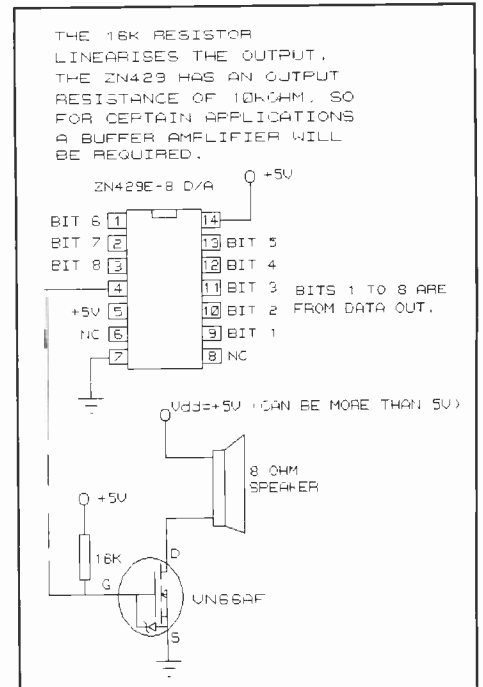 THE 16K RESISTOR
LINEARISES THE OUTPUT.
THE ZN429 HAS AN OUTPUT
RESISTANCE OF 10KOHM, SO
FOR CERTAIN APPLICATIONS
A BUFFER AMPLIFIER WILL
BE REQUIRED.
ZN429E-8 D/A
+5V
BIT 6 1 14
BIT 7 2 13 BIT 5
BIT 8 3 12 BIT 4
4 11 BIT 3 BITS 1 TO 8 ARE
+5V 5 10 BIT 2 FROM DATA OUT.
NC 6 9 BIT 1
7 8 NC
Vdd=+5V (CAN BE MORE THAN 5V)
8 OHM
SPEAKER
+5V
16K
D
G
VN66AF
S